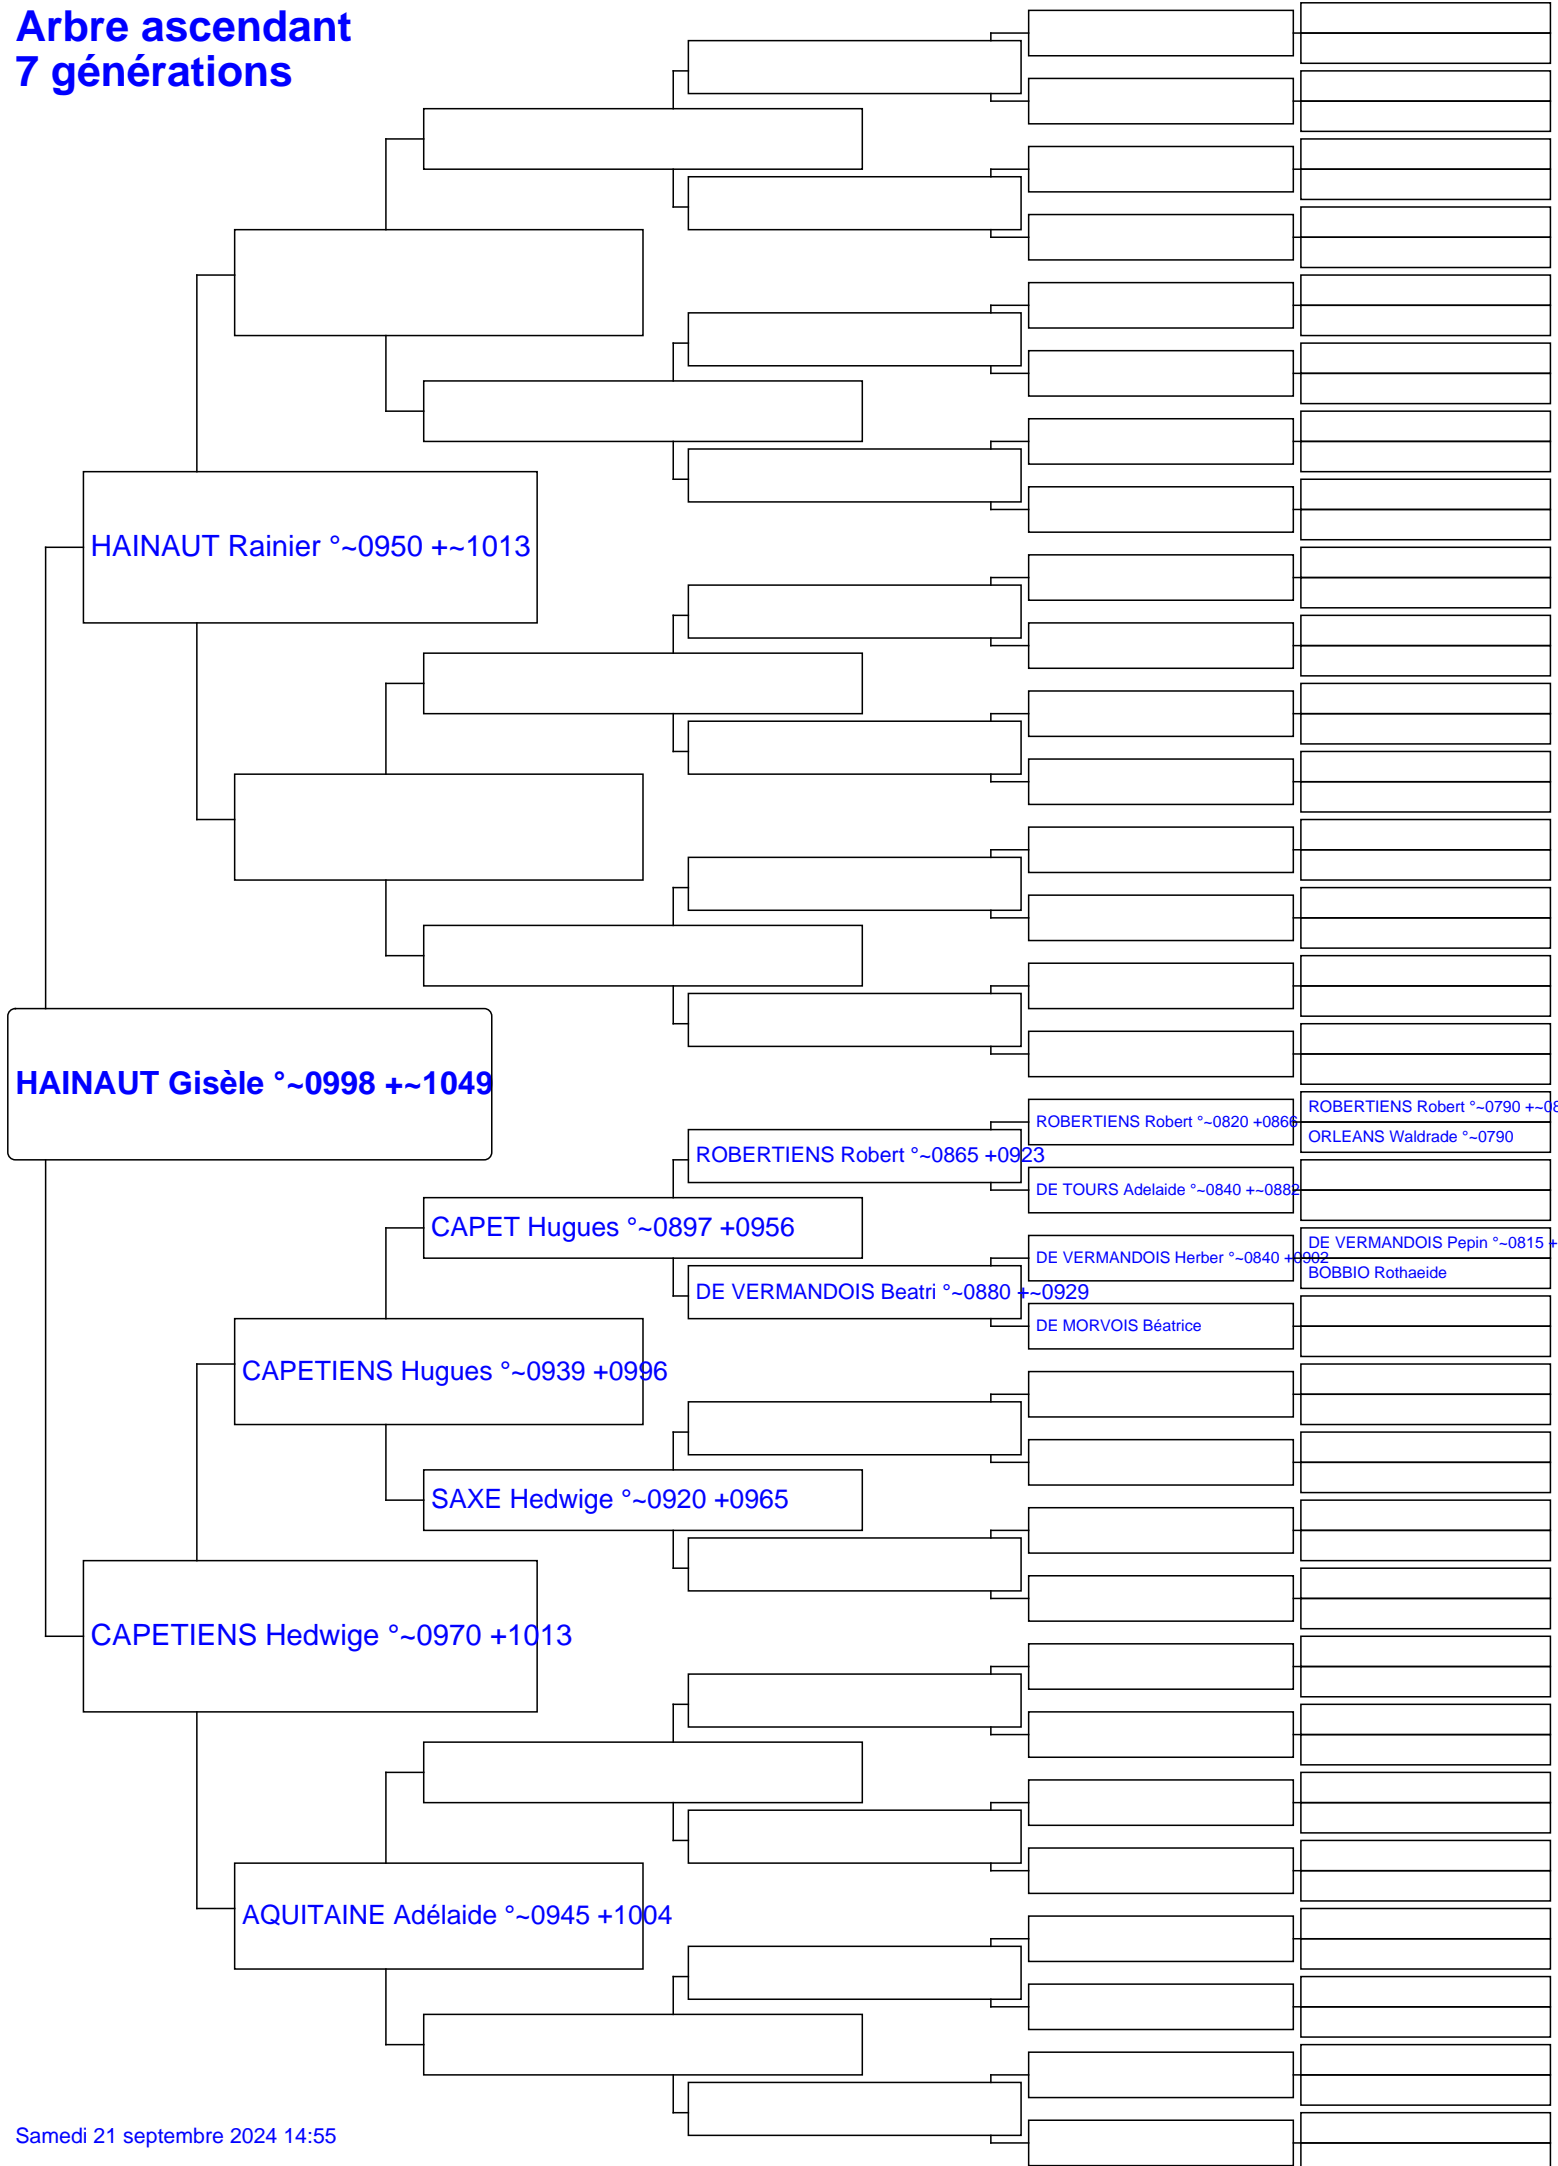 Arbre ascendant
7 générations
HAINAUT Rainier °~0950 +~1013
HAINAUT Gisèle °~0998 +~1049
ROBERTIENS Robert °~0790 +~08
ROBERTIENS Robert °~0820 +0866
ORLEANS Waldrade °~0790
ROBERTIENS Robert °~0865 +0923
DE TOURS Adelaide °~0840 +~0882
CAPET Hugues °~0897 +0956
DE VERMANDOIS Pepin °~0815 +
DE VERMANDOIS Herber °~0840 +0902
BOBBIO Rothaeide
DE VERMANDOIS Beatri °~0880 +~0929
DE MORVOIS Béatrice
CAPETIENS Hugues °~0939 +0996
SAXE Hedwige °~0920 +0965
CAPETIENS Hedwige °~0970 +1013
AQUITAINE Adélaide °~0945 +1004
Samedi 21 septembre 2024 14:55